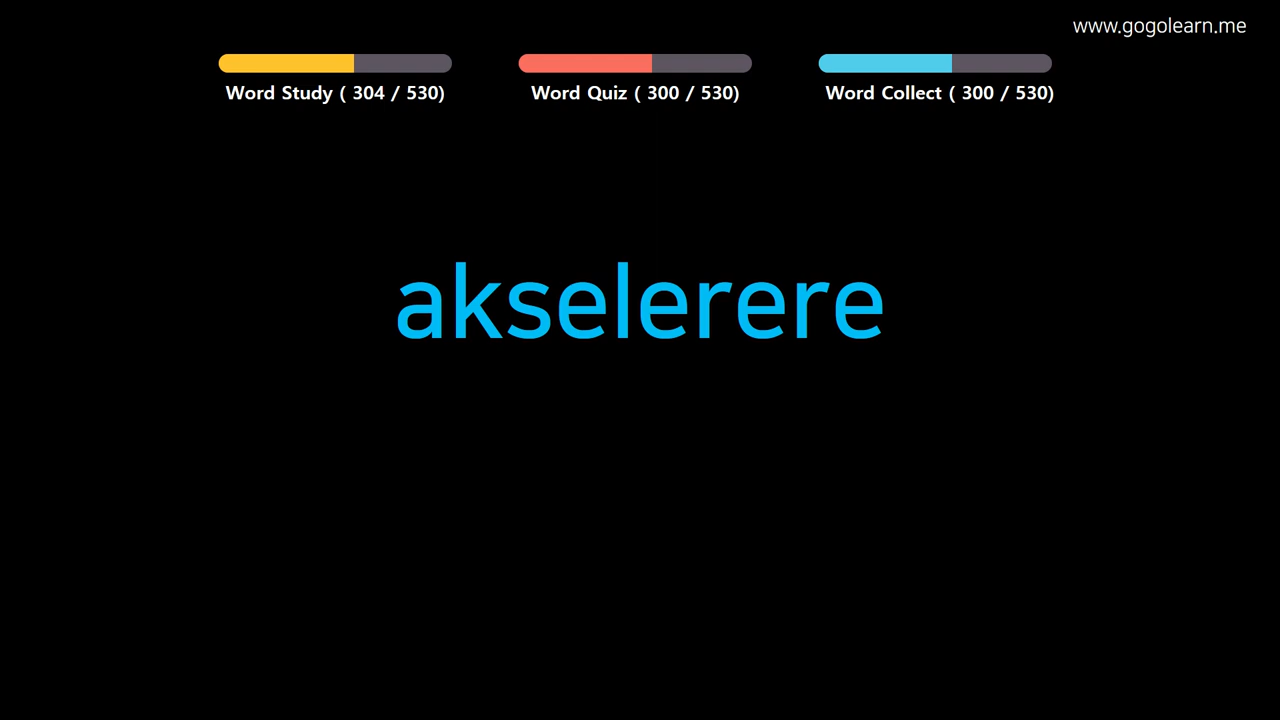 www.gogolearn.me
Word Study ( 304 / 530)
Word Quiz ( 300 / 530)
Word Collect ( 300 / 530)
akselerere